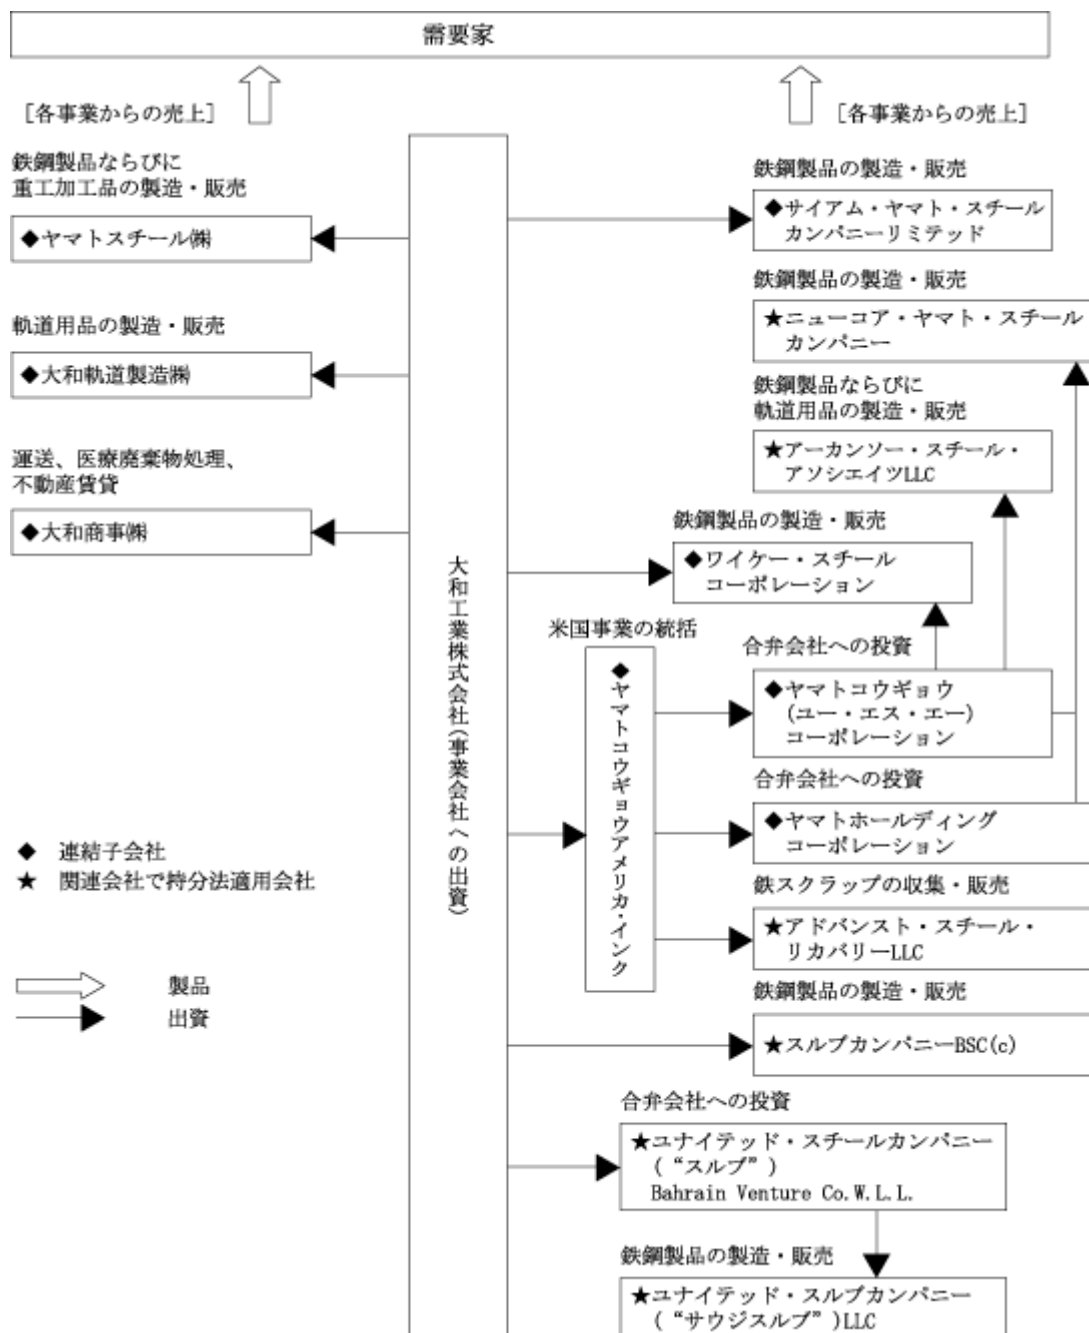 需要家
[各事業からの売上]
[各事業からの売上]
鉄鋼製品ならびに
重工加工品の製造・販売
◆ヤマトスチール㈱
軌道用品の製造・販売
◆大和軌道製造㈱
運送、医療廃棄物処理、
不動産賃貸
◆大和商事㈱
◆ 連結子会社
★ 関連会社で持分法適用会社
製品
出資
大和工業株式会社(事業会社への出資)
鉄鋼製品の製造・販売
◆サイアム・ヤマト・スチール
カンパニーリミテッド
鉄鋼製品の製造・販売
★ニューコア・ヤマト・スチール
カンパニー
鉄鋼製品ならびに
軌道用品の製造・販売
★アーカンソー・スチール・
アソシエイツLLC
鉄鋼製品の製造・販売
◆ワイケー・スチール
コーポレーション
米国事業の統括
◆ヤマトコウギョウアメリカ・インク
合弁会社への投資
◆ヤマトコウギョウ
(ユー・エス・エー)
コーポレーション
合弁会社への投資
◆ヤマトホールディング
コーポレーション
鉄スクラップの収集・販売
★アドバンスト・スチール・
リカバリーLLC
鉄鋼製品の製造・販売
★スルブカンパニーBSC(c)
合弁会社への投資
★ユナイテッド・スチールカンパニー
(“スルブ”)
Bahrain Venture Co.W.L.L.
鉄鋼製品の製造・販売
★ユナイテッド・スルブカンパニー
(“サウジスルブ”)LLC